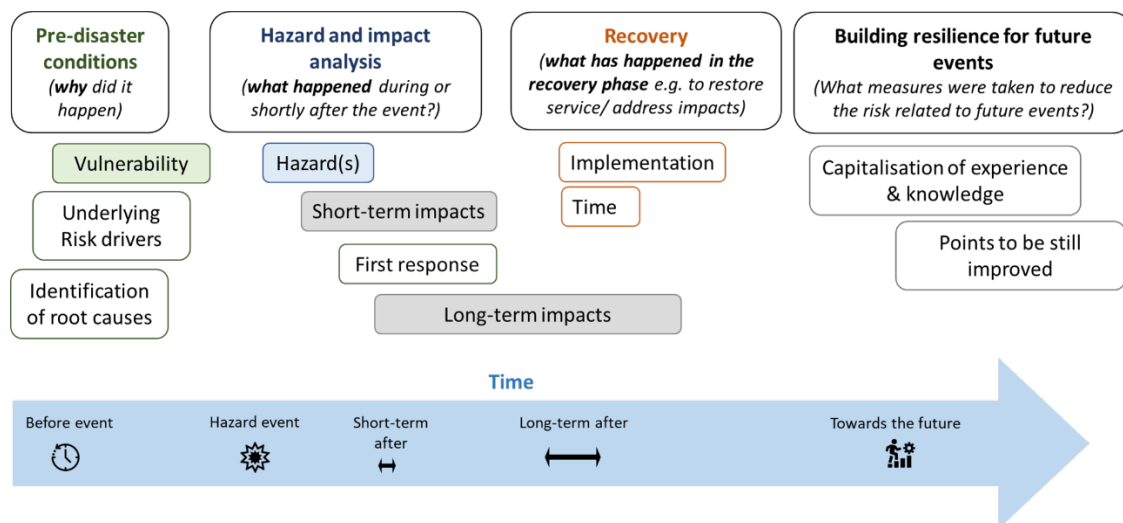 Pre-disaster
conditions
(why did it
happen)
Hazard and impact
analysis
(what happened during or
shortly after the event?)
Recovery
(what has happened in the
recovery phase e.g. to restore
service/ address impacts)
Building resilience for future
events
(What measures were taken to reduce
the risk related to future events?)
Vulnerability
Underlying
Risk drivers
Identification
of root causes
Hazard(s)
Short-term impacts
First response
Long-term impacts
Implementation
Time
Capitalisation of experience
& knowledge
Points to be still
improved
Time
Before event
Hazard event
Short-term
after
Long-term after
Towards the future